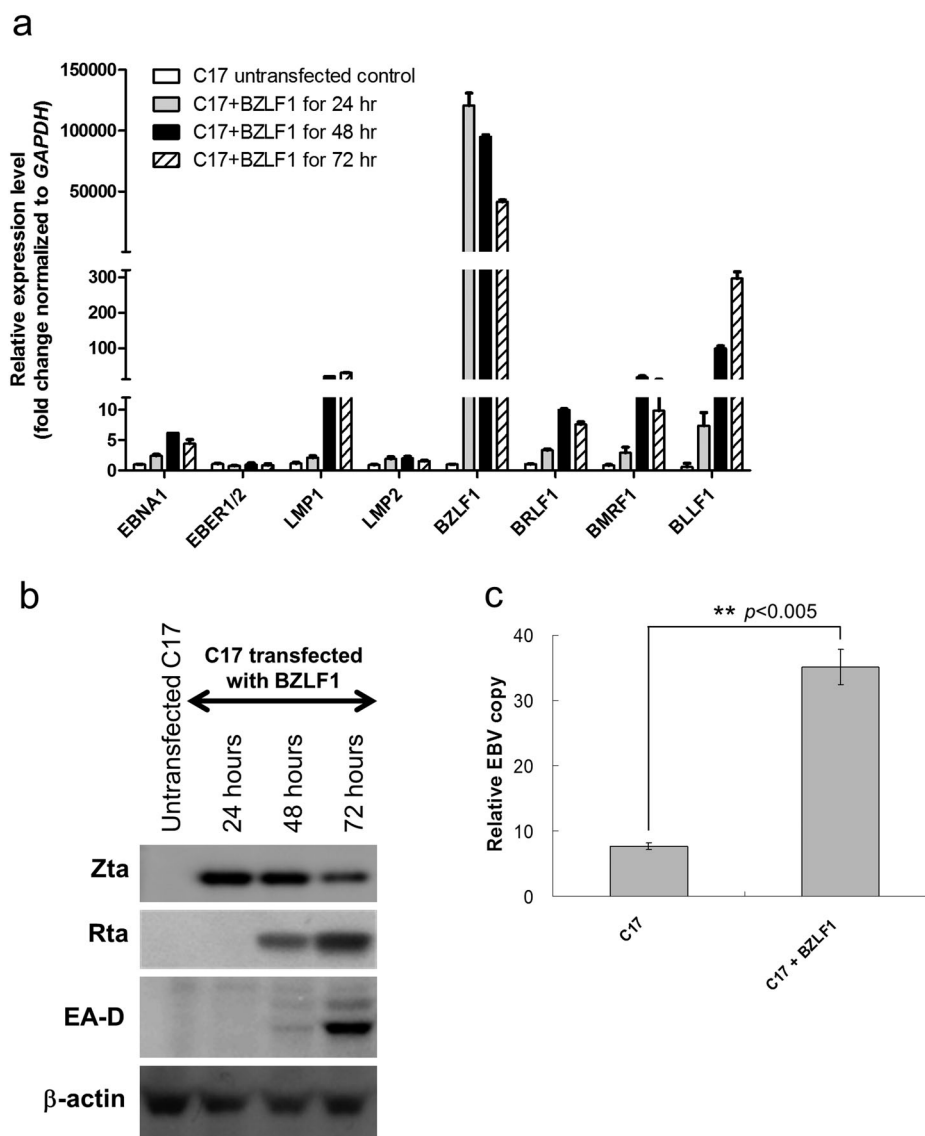 a
Relative expression level
(fold change normalized to GAPDH)
150000
100000
50000
300
200
100
10
5
0
C17 untransfected control
C17+BZLF1 for 24 hr
C17+BZLF1 for 48 hr
C17+BZLF1 for 72 hr
EBNA1
EBER1/2
LMP1
LMP2
BZLF1
BRLF1
BMRF1
BLLF1
b
Untransfected C17
C17 transfected
with BZLF1
24 hours
48 hours
72 hours
Zta
Rta
EA-D
β-actin
c
** p<0.005
Relative EBV copy
40
30
20
10
0
C17
C17 + BZLF1